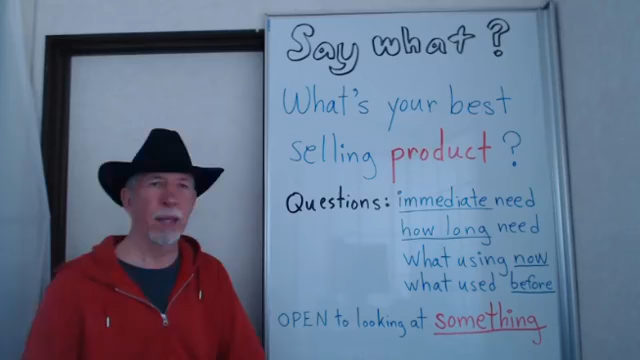 Say what?
What's your best
selling product?
Questions: immediate need
how long need
what using now
what used before
OPEN to looking at something